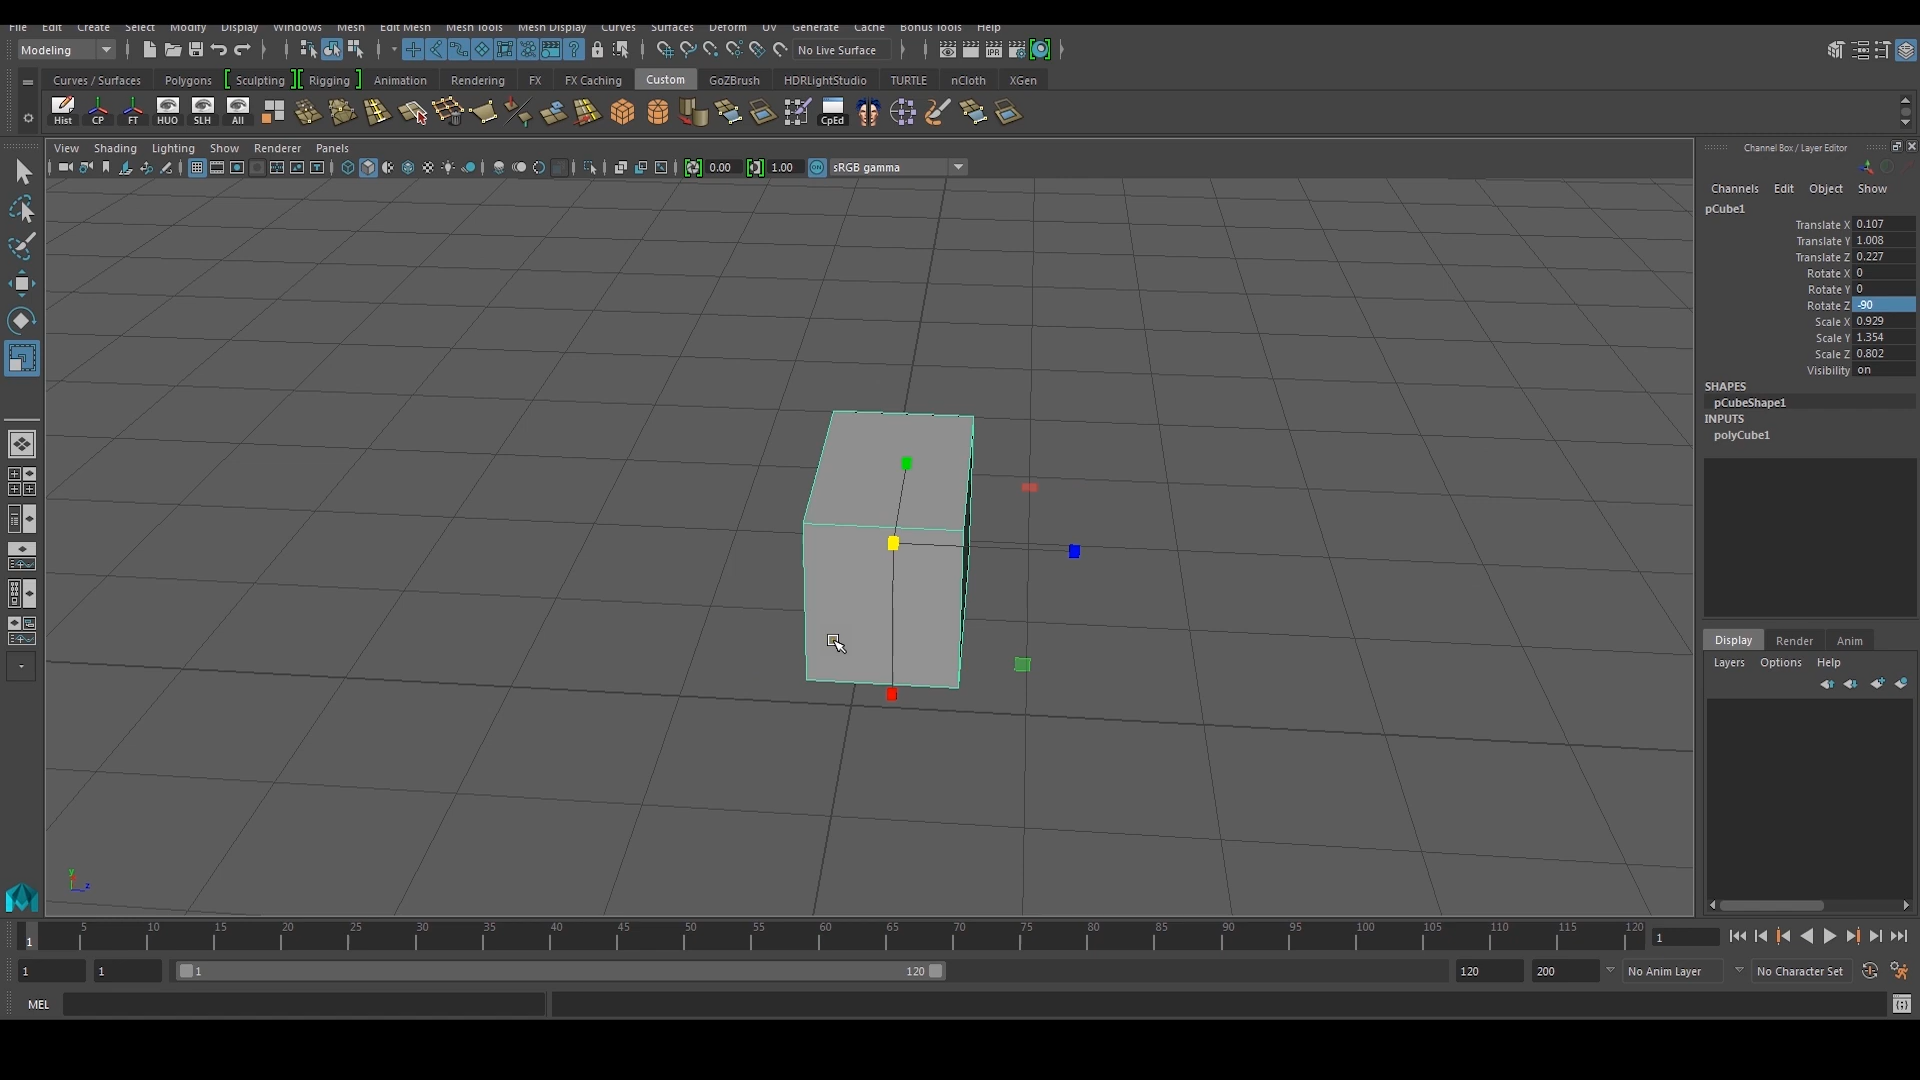 File Edit Create Select Modify Display Windows Mesh Edit Mesh Mesh Tools Mesh Display Curves Surfaces Deform UV Generate Cache Bonus Tools Help
Modeling No Live Surface
IPR
Curves / Surfaces Polygons Sculpting Rigging Animation Rendering FX FX Caching Custom GoZBrush HDRLightStudio TURTLE nCloth XGen
Hist CP FT HUO SLH All CpEd
View Shading Lighting Show Renderer Panels
0.00 1.00 ON sRGB gamma
Channel Box / Layer Editor
Channels Edit Object Show
pCube1
Translate X 0.107
Translate Y 1.008
Translate Z 0.227
Rotate X 0
Rotate Y 0
Rotate Z -90
Scale X 0.929
Scale Y 1.354
Scale Z 0.802
Visibility on
SHAPES
pCubeShape1
INPUTS
polyCube1
Display Render Anim
Layers Options Help
y
z
1 5 10 15 20 25 30 35 40 45 50 55 60 65 70 75 80 85 90 95 100 105 110 115 120 1
1 1 1 120 120 200 No Anim Layer No Character Set
MEL